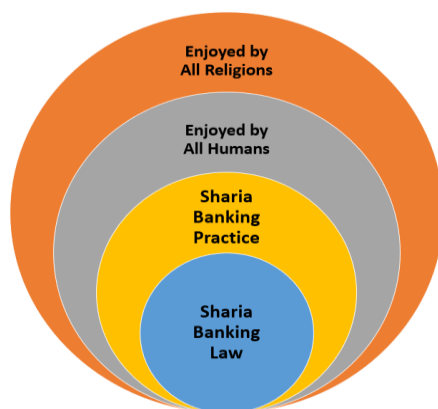 Enjoyed by
All Religions
Enjoyed by
All Humans
Sharia
Banking
Practice
Sharia
Banking
Law